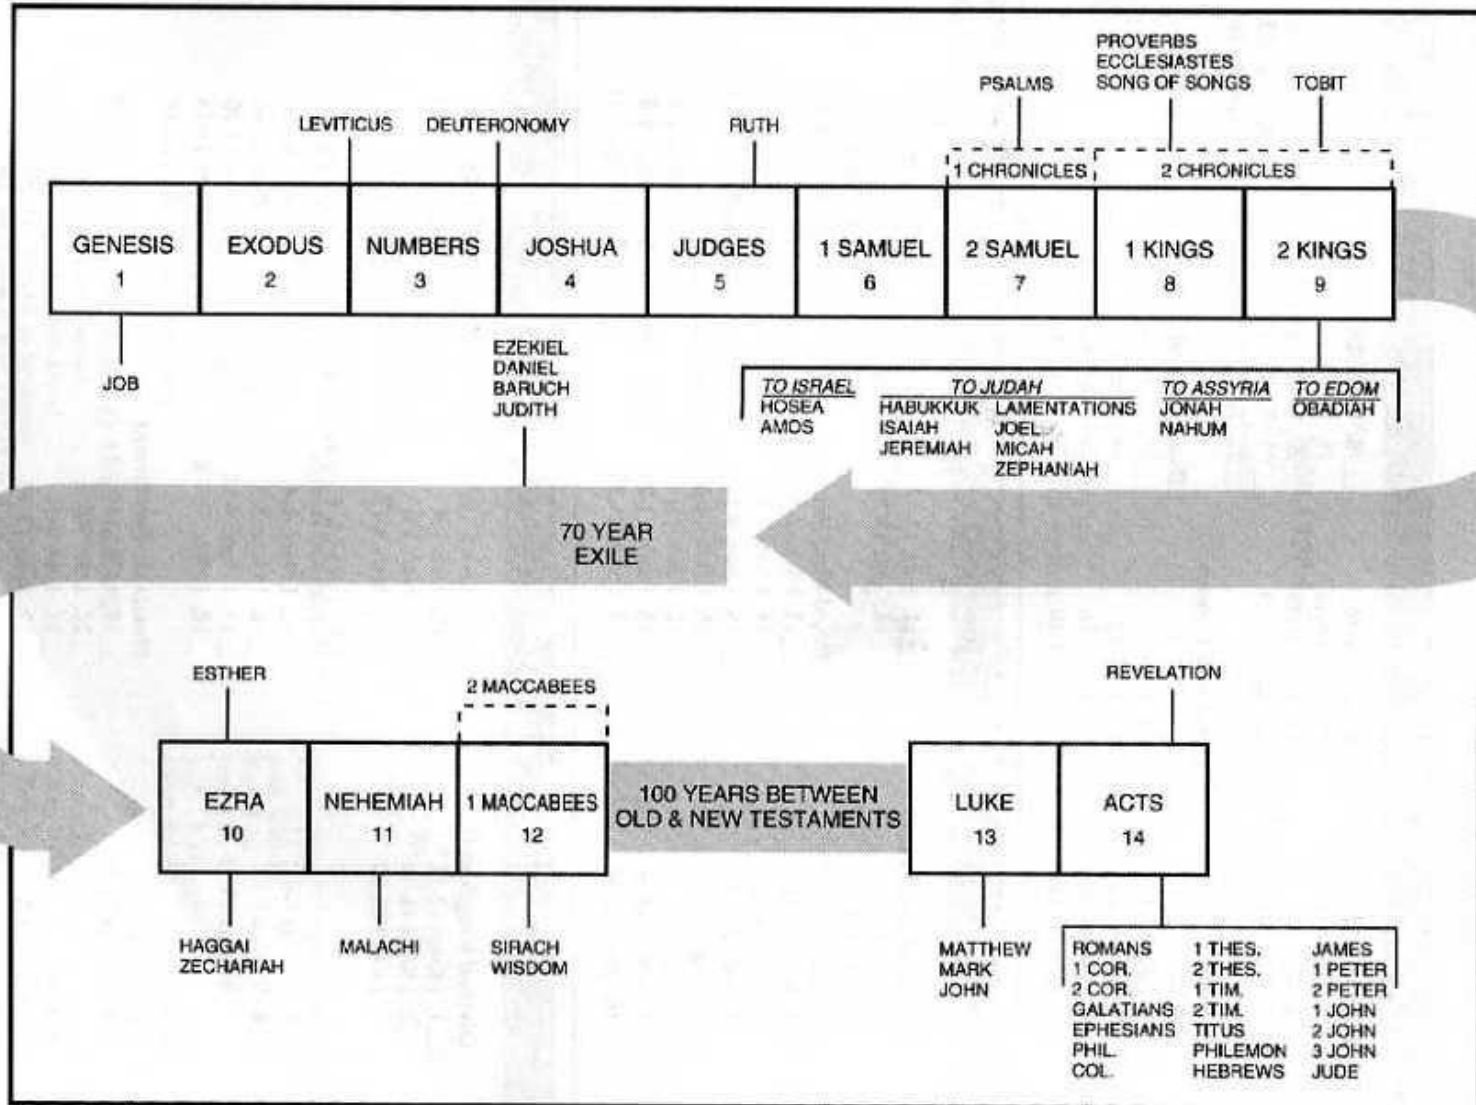 PROVERBS
ECCLESIASTES
SONG OF SONGS
PSALMS
TOBIT
LEVITICUS
DEUTERONOMY
RUTH
1 CHRONICLES
2 CHRONICLES
GENESIS
1
EXODUS
2
NUMBERS
3
JOSHUA
4
JUDGES
5
1 SAMUEL
6
2 SAMUEL
7
1 KINGS
8
2 KINGS
9
JOB
EZEKIEL
DANIEL
BARUCH
JUDITH
TO ISRAEL
HOSEA
AMOS
TO JUDAH
HABUKKUK
ISAIAH
JEREMIAH
LAMENTATIONS
JOEL
MICAH
ZEPHANIAH
TO ASSYRIA
JONAH
NAHUM
TO EDOM
OBADIAH
70 YEAR
EXILE
ESTHER
2 MACCABEES
REVELATION
EZRA
10
NEHEMIAH
11
1 MACCABEES
12
100 YEARS BETWEEN
OLD & NEW TESTAMENTS
LUKE
13
ACTS
14
HAGGAI
ZECHARIAH
MALACHI
SIRACH
WISDOM
MATTHEW
MARK
JOHN
ROMANS
1 COR.
2 COR.
GALATIANS
EPHESIANS
PHIL.
COL.
1 THES.
2 THES.
1 TIM.
2 TIM.
TITUS
PHILEMON
HEBREWS
JAMES
1 PETER
2 PETER
1 JOHN
2 JOHN
3 JOHN
JUDE